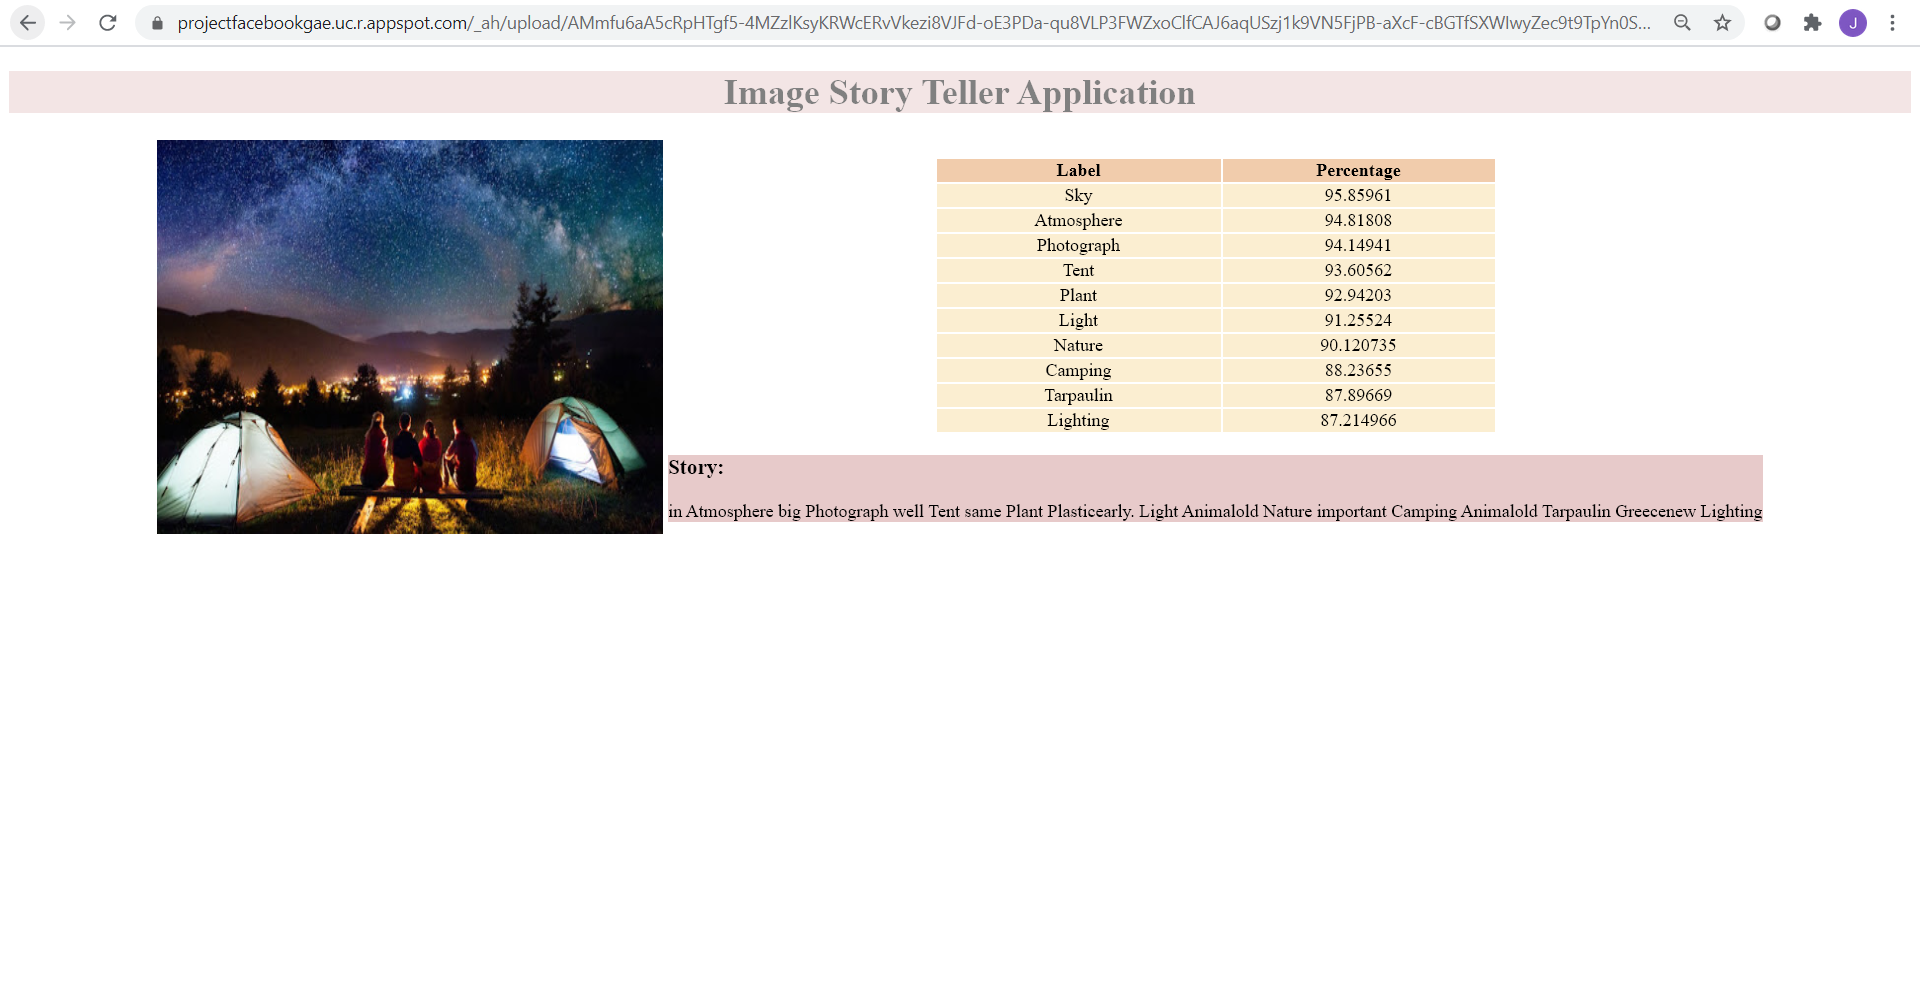 projectfacebookgae.uc.r.appspot.com/_ah/upload/AMmfu6aA5cRpHTgf5-4MZzlKsyKRWcERvVkezi8VJFd-oE3PDa-qu8VLP3FWZxoClfCAJ6aqUSzj1k9VN5FjPB-aXcF-cBGTfSXWlwyZec9t9TpYn0S...
J
Image Story Teller Application
Label Percentage
Sky 95.85961
Atmosphere 94.81808
Photograph 94.14941
Tent 93.60562
Plant 92.94203
Light 91.25524
Nature 90.120735
Camping 88.23655
Tarpaulin 87.89669
Lighting 87.214966
Story:
in Atmosphere big Photograph well Tent same Plant Plasticearly. Light Animalold Nature important Camping Animalold Tarpaulin Greecenew Lighting